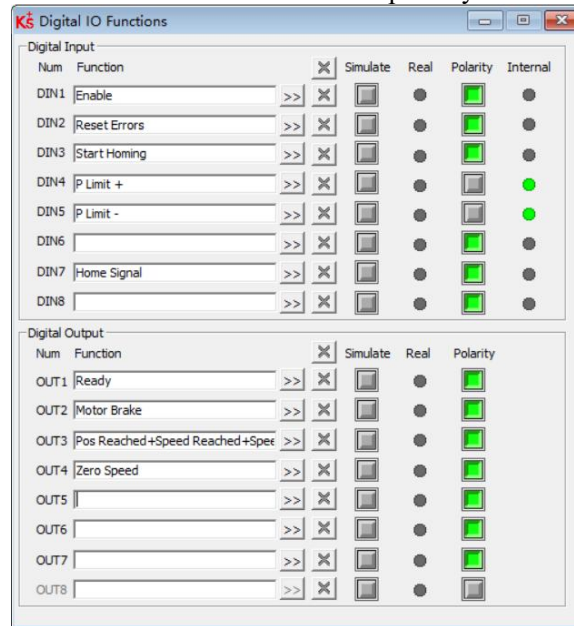 Kṡ Digital IO Functions
Digital Input
Num Function Simulate Real Polarity Internal
DIN1 Enable >>
DIN2 Reset Errors >>
DIN3 Start Homing >>
DIN4 P Limit + >>
DIN5 P Limit - >>
DIN6 >>
DIN7 Home Signal >>
DIN8 >>
Digital Output
Num Function Simulate Real Polarity
OUT1 Ready >>
OUT2 Motor Brake >>
OUT3 Pos Reached+Speed Reached+Spee >>
OUT4 Zero Speed >>
OUT5 >>
OUT6 >>
OUT7 >>
OUT8 >>